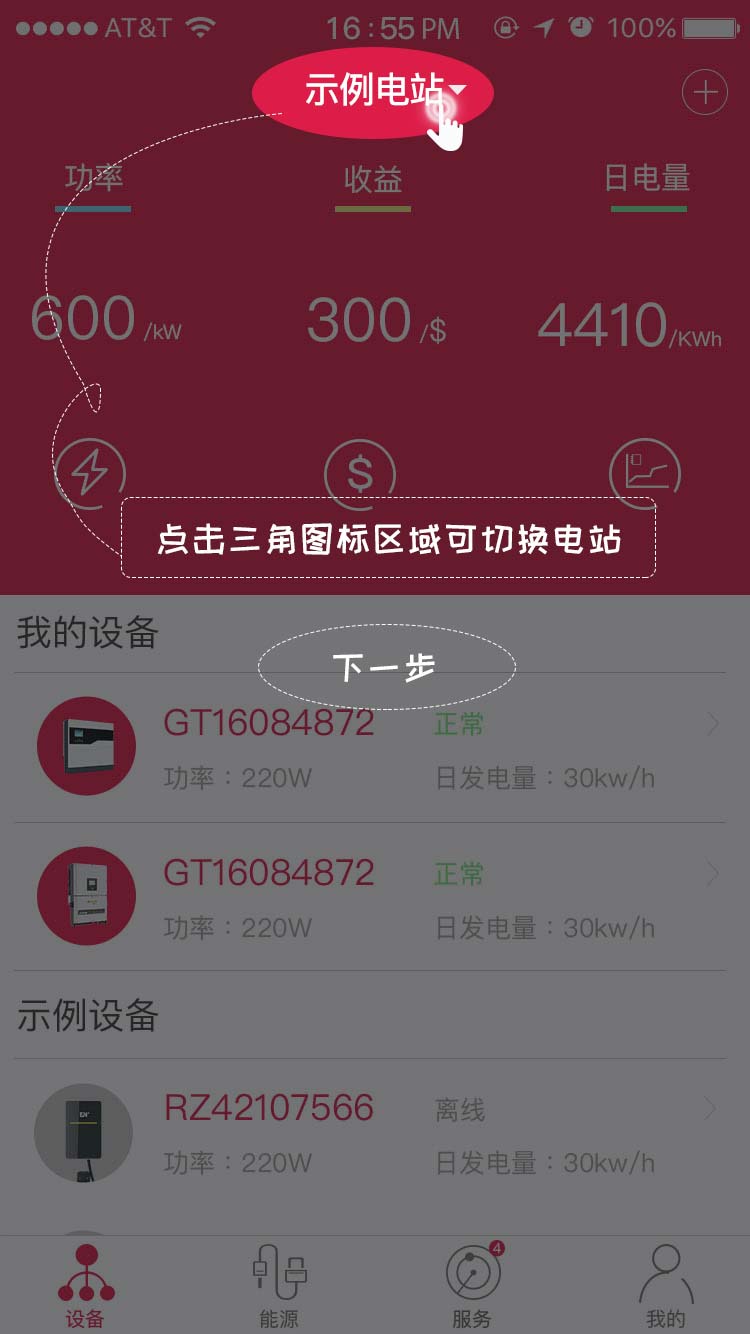 AT&T 16:55PM 100%
示例电站
功率 收益 日电量
600/kW 300/$ 4410/KWh
$
点击三角图标区域可切换电站
我的设备
下一步
GT16084872 正常
功率：220W 日发电量：30kw/h
GT16084872 正常
功率：220W 日发电量：30kw/h
示例设备
RZ42107566 离线
功率：220W 日发电量：30kw/h
4
设备 能源 服务 我的